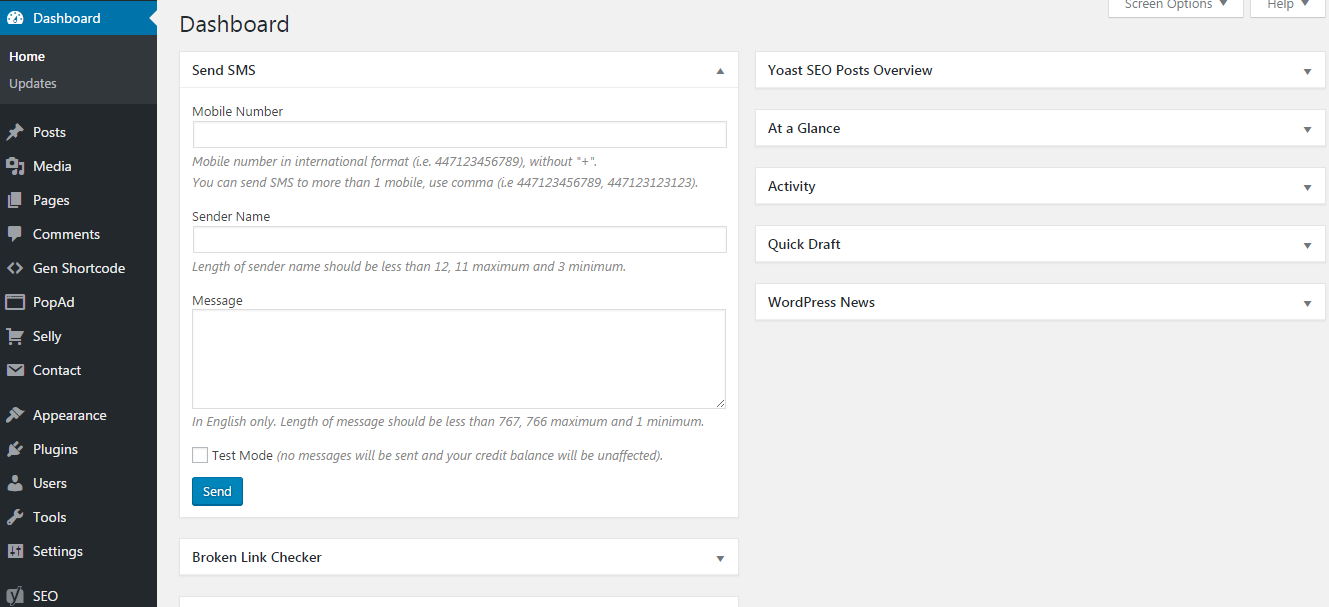 Dashboard
Home
Updates
Posts
Media
Pages
Comments
Gen Shortcode
PopAd
Selly
Contact
Appearance
Plugins
Users
Tools
Settings
SEO
Screen Options
Help
Dashboard
Send SMS
Mobile Number
Mobile number in international format (i.e. 447123456789), without "+".
You can send SMS to more than 1 mobile, use comma (i.e 447123456789, 447123123123).
Sender Name
Length of sender name should be less than 12, 11 maximum and 3 minimum.
Message
In English only. Length of message should be less than 767, 766 maximum and 1 minimum.
Test Mode (no messages will be sent and your credit balance will be unaffected).
Send
Broken Link Checker
Yoast SEO Posts Overview
At a Glance
Activity
Quick Draft
WordPress News